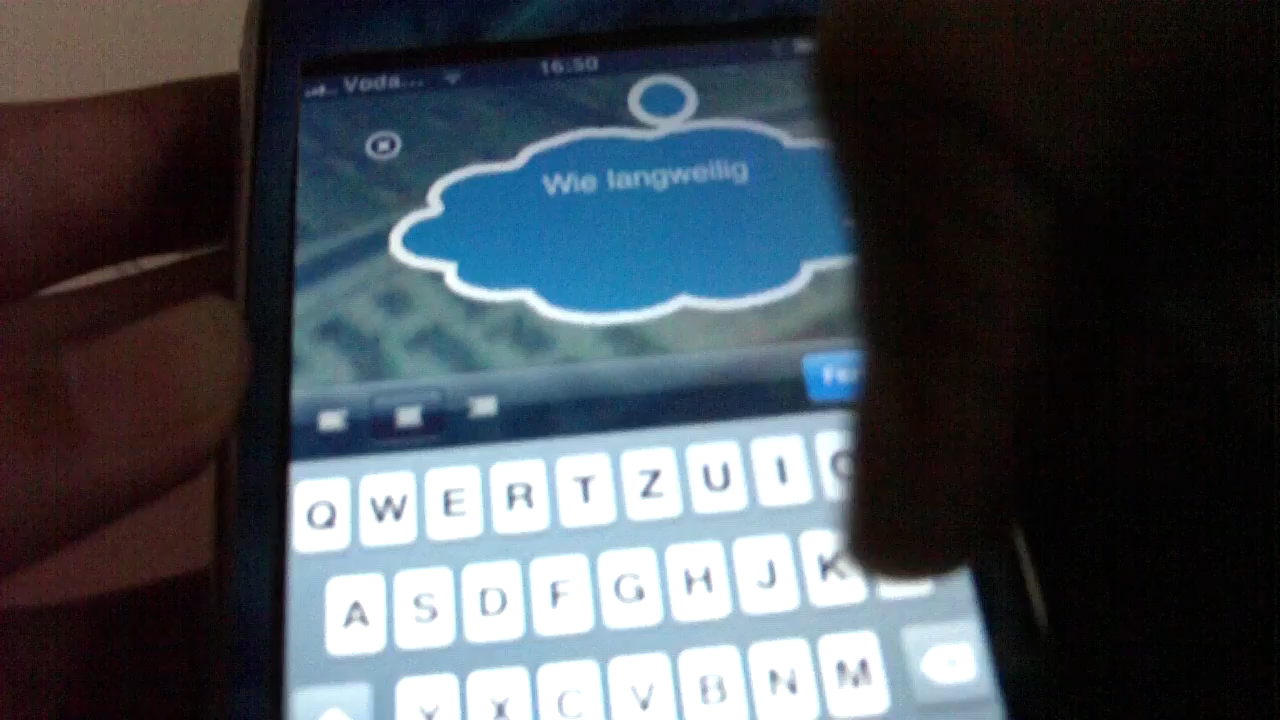 Voda... 16:50
Wie langweilig
Q W E R T Z U I
A S D F G H J K
Y X C V B N M